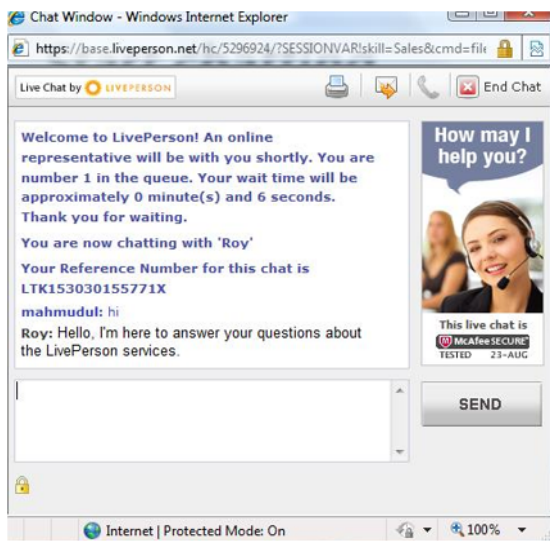 Chat Window - Windows Internet Explorer
https://base.liveperson.net/hc/5296924/?SESSIONVAR!skill=Sales&cmd=file
Live Chat by LIVEPERSON
End Chat
Welcome to LivePerson! An online
representative will be with you shortly. You are
number 1 in the queue. Your wait time will be
approximately 0 minute(s) and 6 seconds.
Thank you for waiting.
You are now chatting with 'Roy'
Your Reference Number for this chat is
LTK153030155771X
mahmudul: hi
Roy: Hello, I'm here to answer your questions about
the LivePerson services.
How may I
help you?
This live chat is
McAfee SECURE
TESTED 23-AUG
SEND
Internet | Protected Mode: On
100%